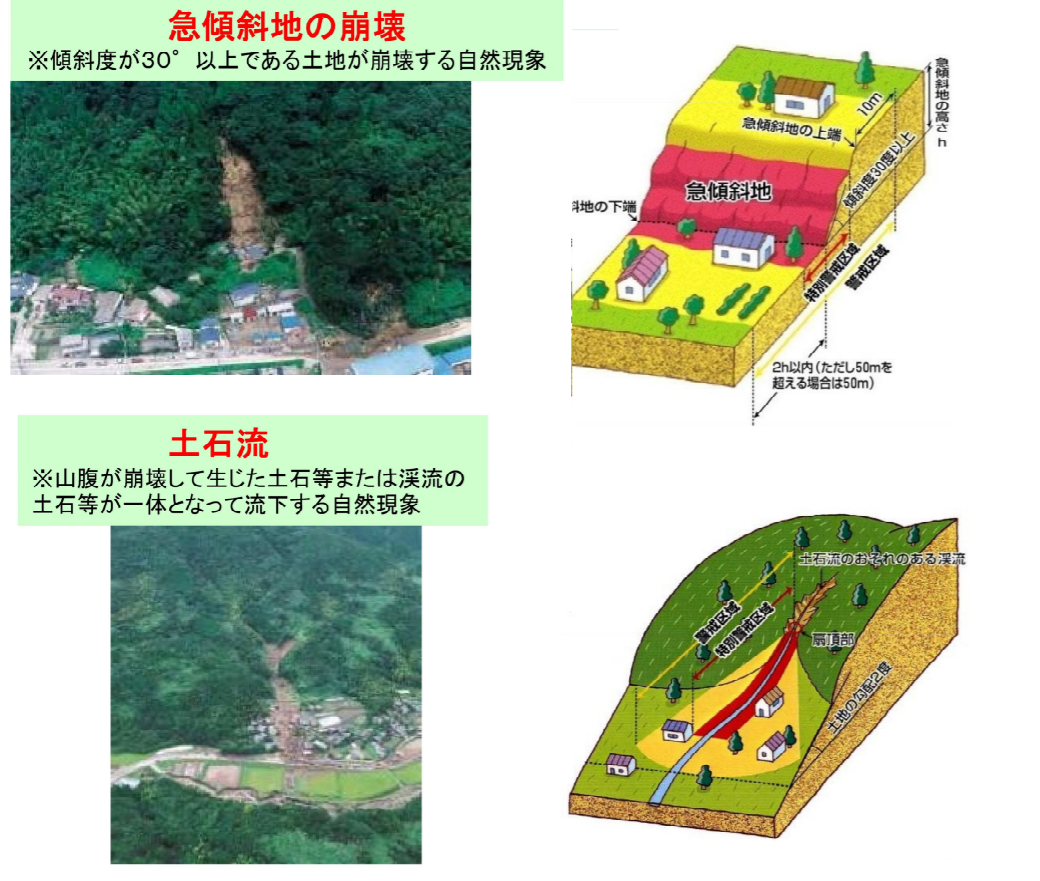 急傾斜地の崩壊
※傾斜度が30°以上である土地が崩壊する自然現象
急傾斜地の高さh
10m
急傾斜地の上端
傾斜度30度以上
急傾斜地
斜地の下端
特別警戒区域
警戒区域
2h以内(ただし50mを
超える場合は50m)
土石流
※山腹が崩壊して生じた土石等または渓流の
土石等が一体となって流下する自然現象
土石流のおそれのある渓流
警戒区域
特別警戒区域
扇頂部
土地の勾配2度